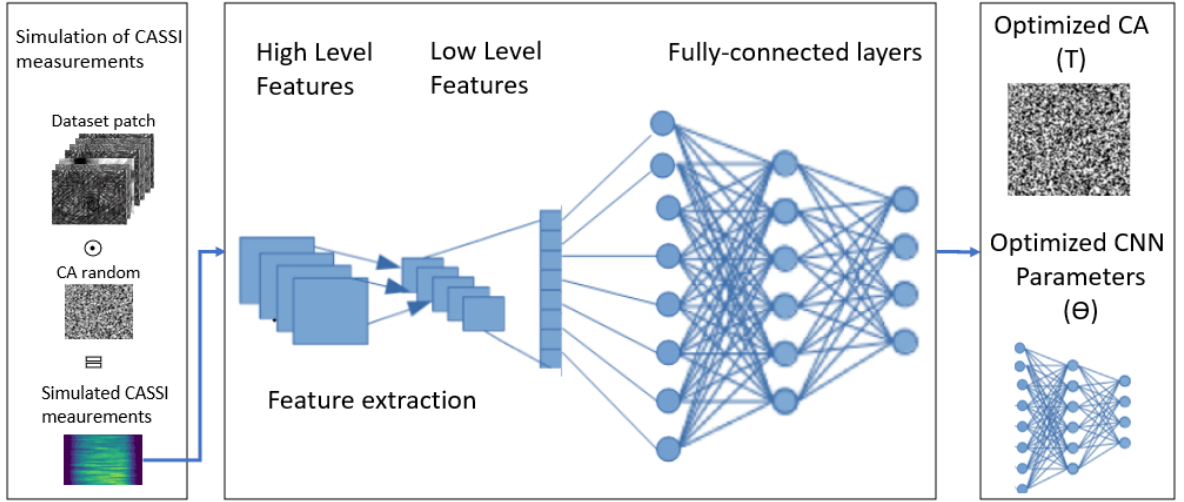 Simulation of CASSI
measurements
Dataset patch
CA random
Simulated CASSI
meaurements
High Level
Features
Low Level
Features
Fully-connected layers
Feature extraction
Optimized CA
(T)
Optimized CNN
Parameters
(Ө)